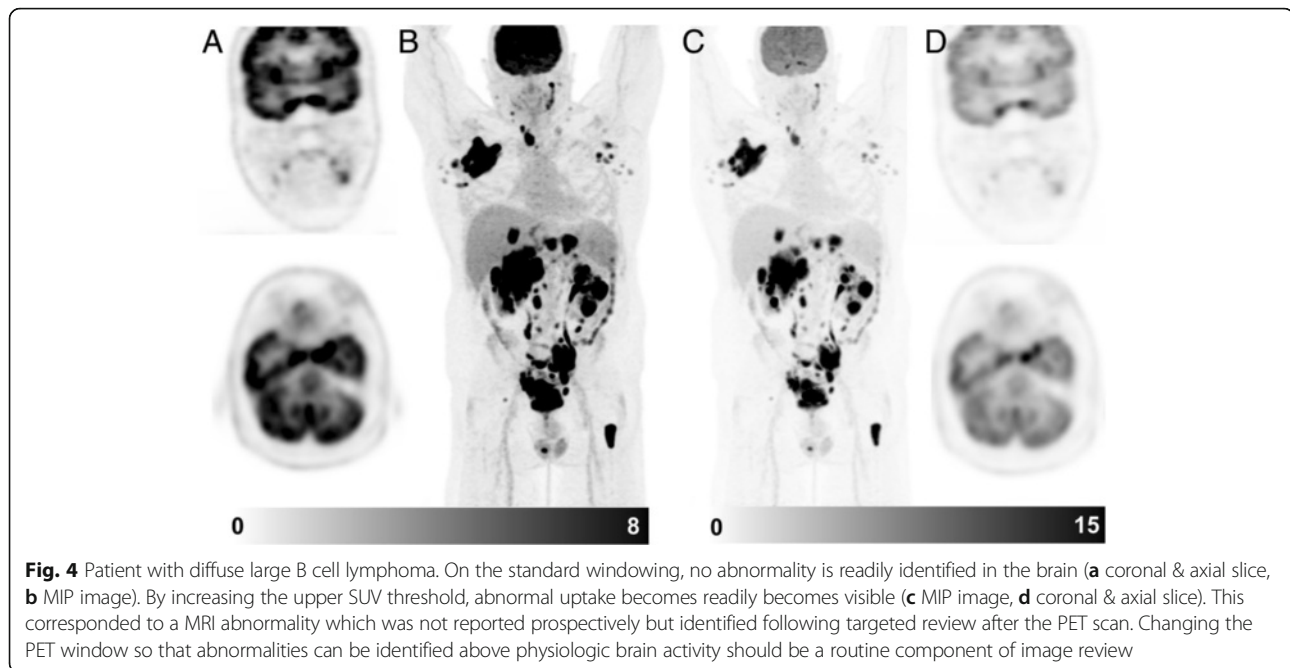 A B C D
0 8 0 15
Fig. 4 Patient with diffuse large B cell lymphoma. On the standard windowing, no abnormality is readily identified in the brain (a coronal & axial slice,
b MIP image). By increasing the upper SUV threshold, abnormal uptake becomes readily becomes visible (c MIP image, d coronal & axial slice). This
corresponded to a MRI abnormality which was not reported prospectively but identified following targeted review after the PET scan. Changing the
PET window so that abnormalities can be identified above physiologic brain activity should be a routine component of image review